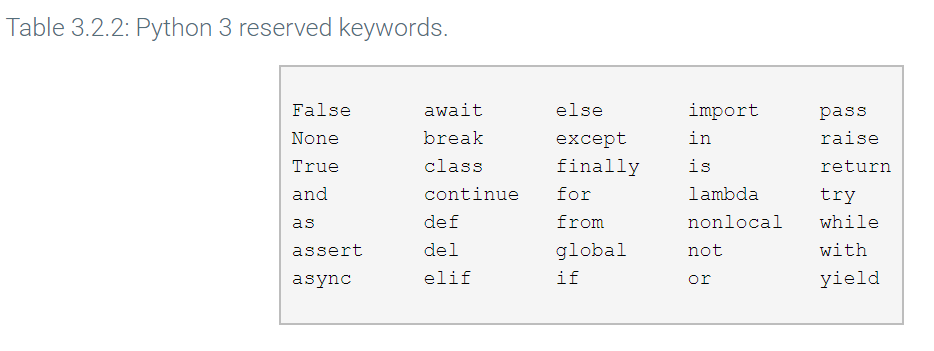 Table 3.2.2: Python 3 reserved keywords.
False await else import pass
None break except in raise
True class finally is return
and continue for lambda try
as def from nonlocal while
assert del global not with
async elif if or yield